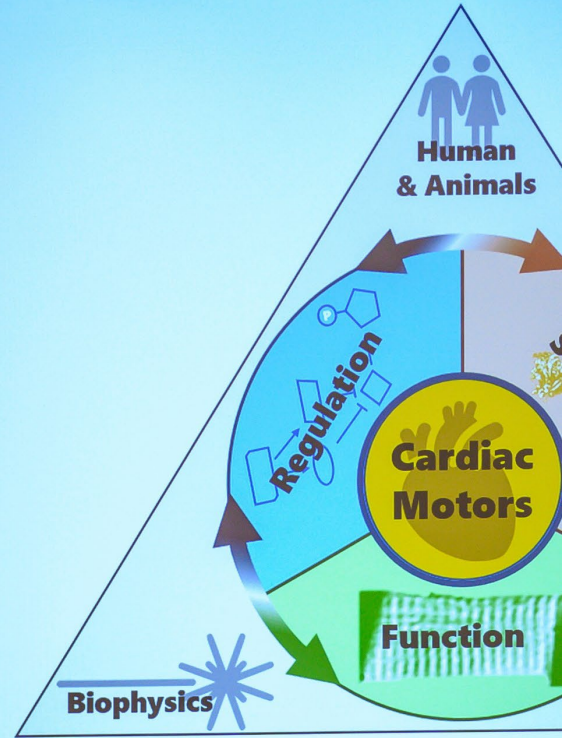 Human
& Animals
P
Regulation
Cardiac
Motors
Function
Biophysics